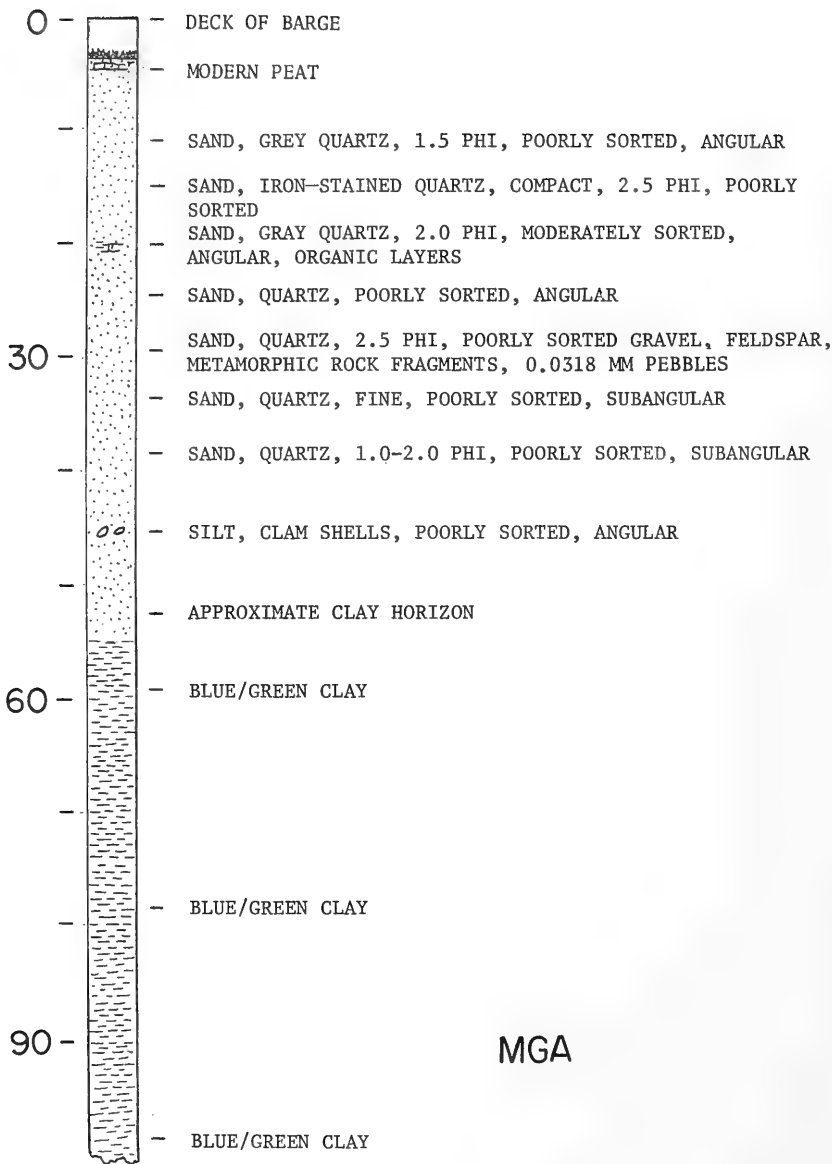 0 – – DECK OF BARGE
– MODERN PEAT
– SAND, GREY QUARTZ, 1.5 PHI, POORLY SORTED, ANGULAR
– SAND, IRON—STAINED QUARTZ, COMPACT, 2.5 PHI, POORLY
SORTED
– SAND, GRAY QUARTZ, 2.0 PHI, MODERATELY SORTED,
ANGULAR, ORGANIC LAYERS
– SAND, QUARTZ, POORLY SORTED, ANGULAR
– SAND, QUARTZ, 2.5 PHI, POORLY SORTED GRAVEL, FELDSPAR,
30 – METAMORPHIC ROCK FRAGMENTS, 0.0318 MM PEBBLES
– SAND, QUARTZ, FINE, POORLY SORTED, SUBANGULAR
– SAND, QUARTZ, 1.0-2.0 PHI, POORLY SORTED, SUBANGULAR
– SILT, CLAM SHELLS, POORLY SORTED, ANGULAR
– APPROXIMATE CLAY HORIZON
60 – – BLUE/GREEN CLAY
– BLUE/GREEN CLAY
90 – MGA
– BLUE/GREEN CLAY